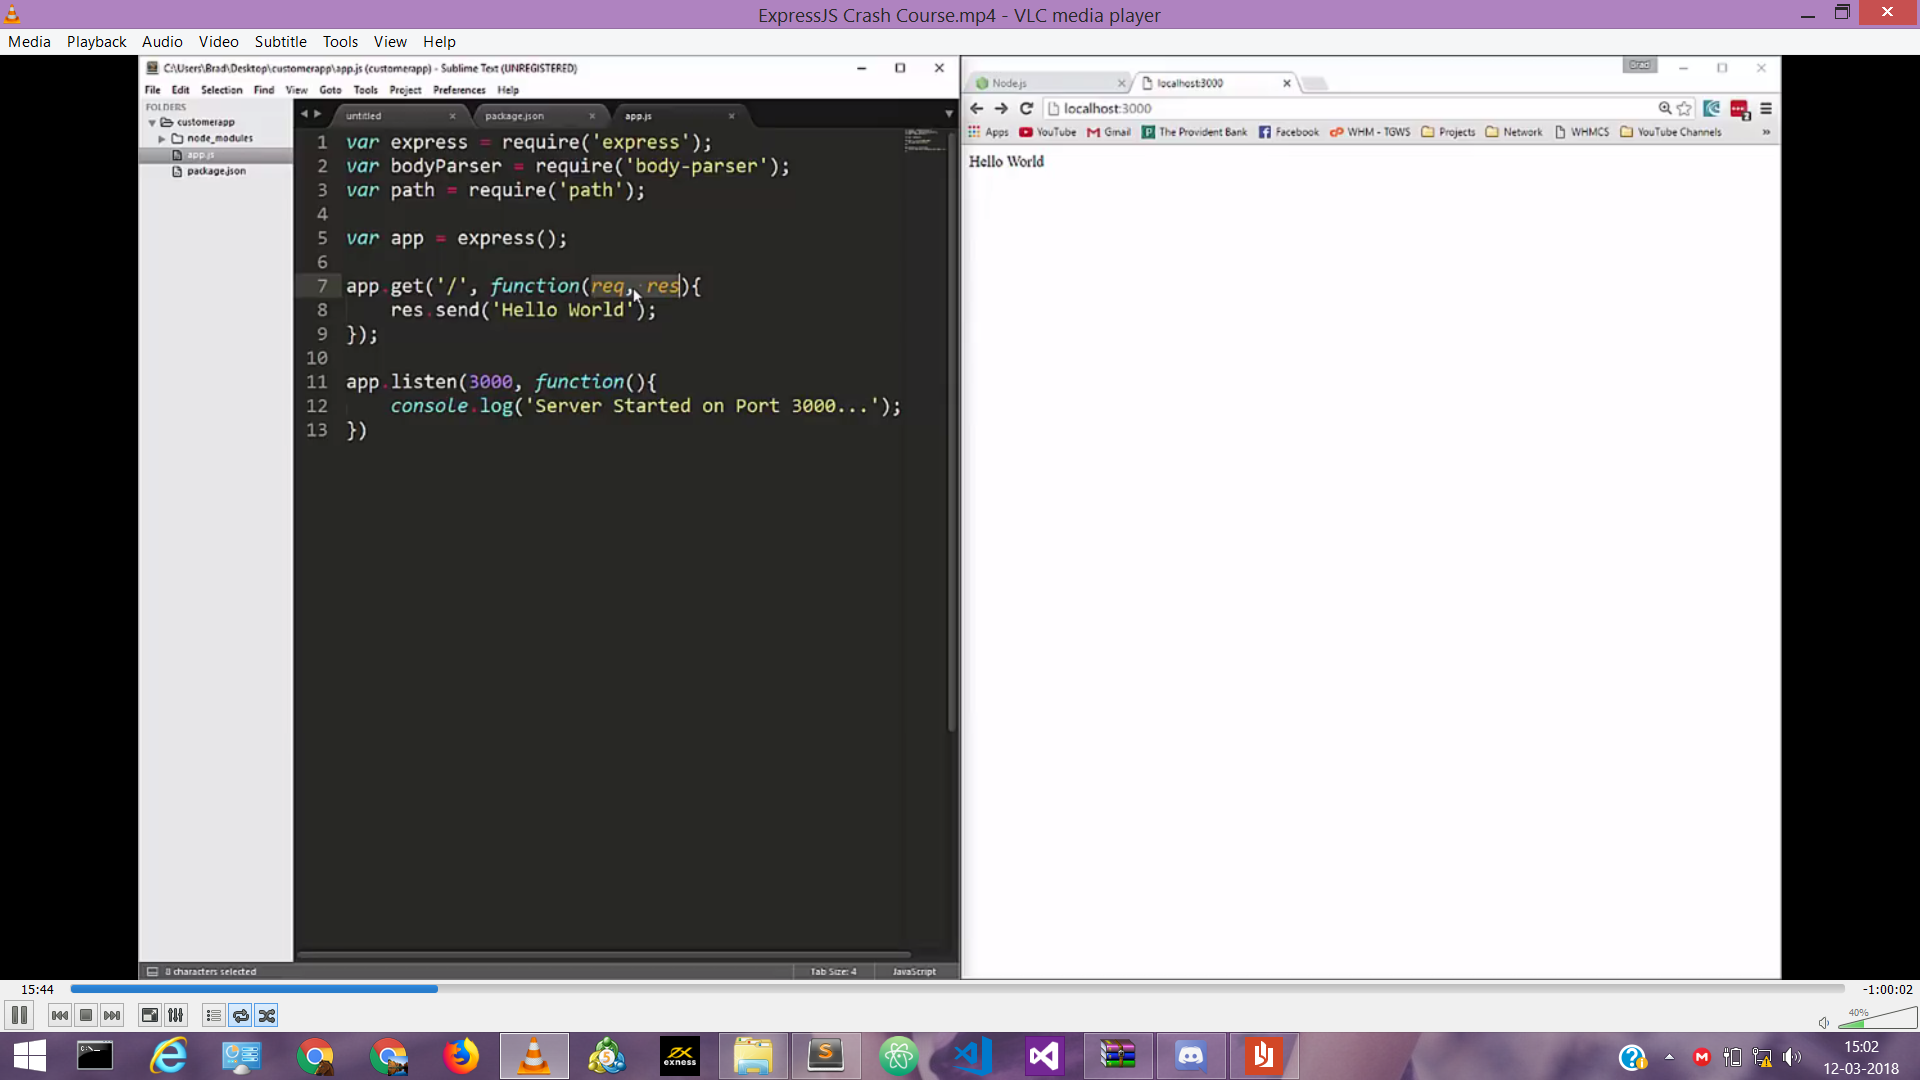 ExpressJS Crash Course.mp4 - VLC media player
Media Playback Audio Video Subtitle Tools View Help
C:\Users\Brad\Desktop\customerapp\app.js (customerapp) - Sublime Text (UNREGISTERED)
File Edit Selection Find View Goto Tools Project Preferences Help
FOLDERS
customerapp
node_modules
app.js
package.json
untitled
package.json
app.js
1 var express = require('express');
2 var bodyParser = require('body-parser');
3 var path = require('path');
4
5 var app = express();
6
7 app.get('/', function(req, res){
8 res.send('Hello World');
9 });
10
11 app.listen(3000, function(){
12 console.log('Server Started on Port 3000...');
13 })
8 characters selected
Tab Size: 4
JavaScript
Brad
Node.js
localhost:3000
localhost:3000
Apps YouTube Gmail The Provident Bank Facebook WHM - TGWS Projects Network WHMCS YouTube Channels »
Hello World
15:44
-1:00:02
40%
exness
15:02
12-03-2018